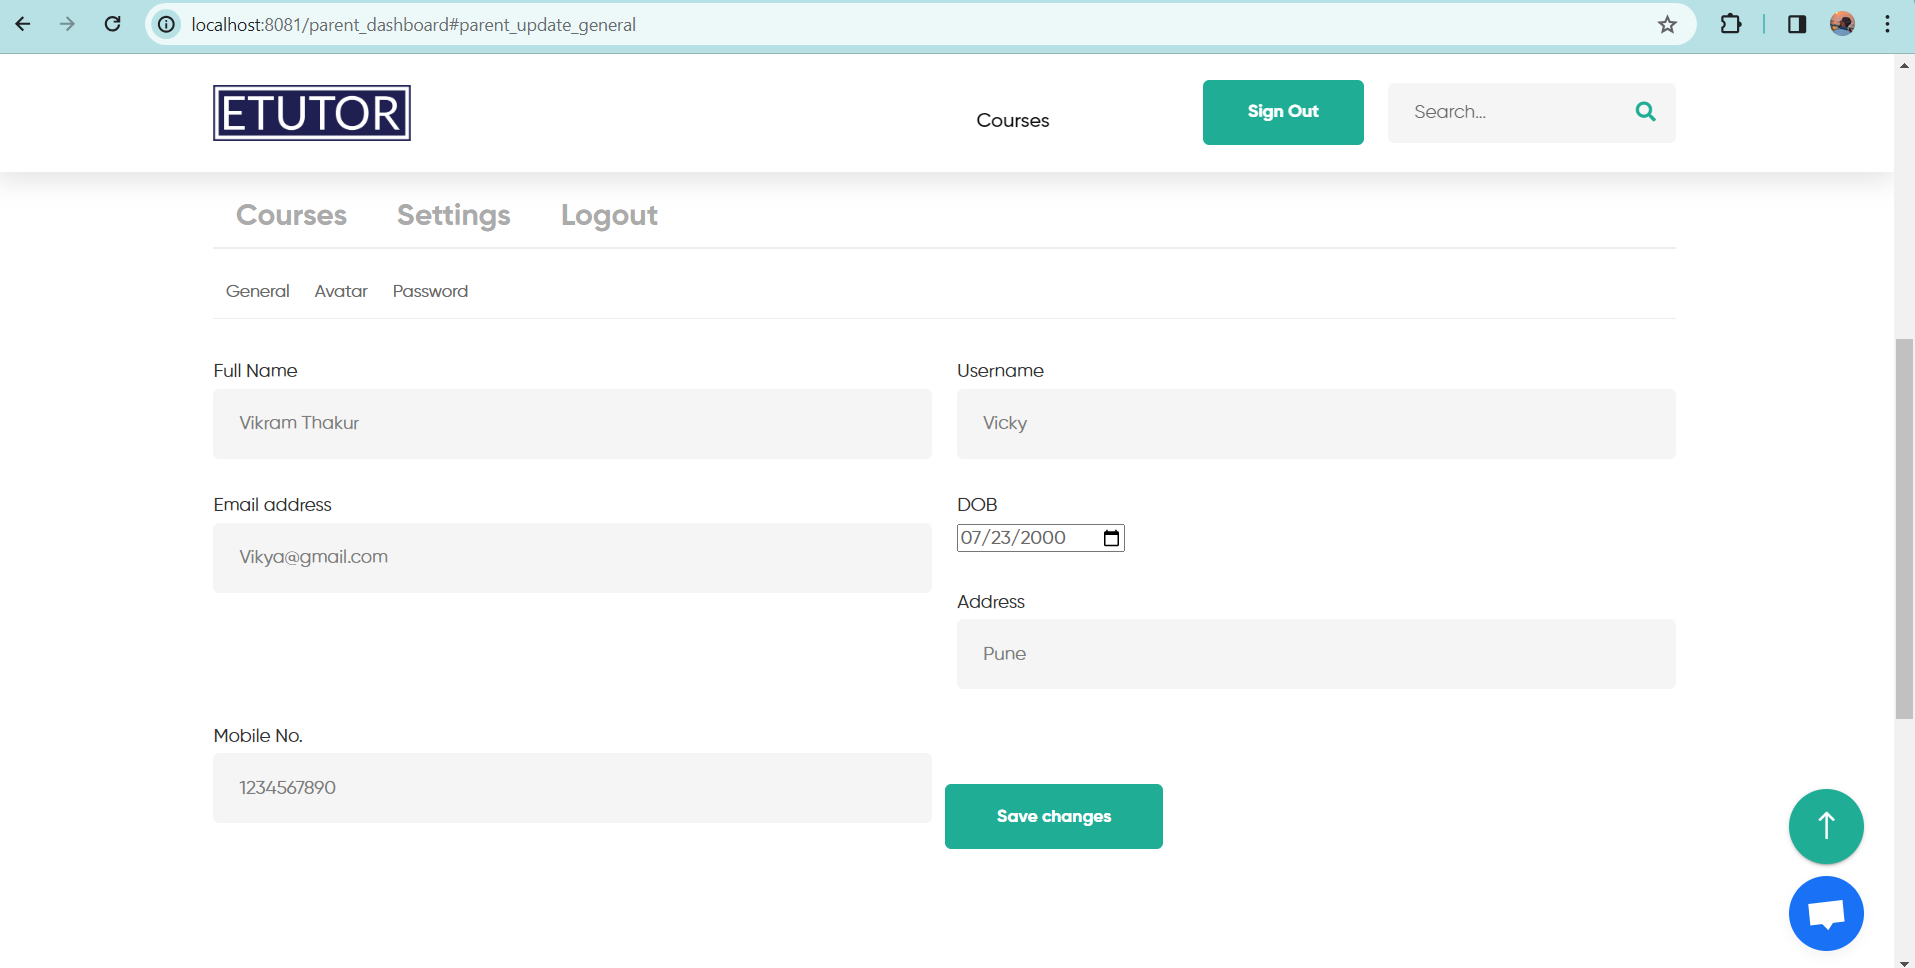 localhost:8081/parent_dashboard#parent_update_general
ETUTOR
Courses
Sign Out
Search...
Courses Settings Logout
General Avatar Password
Full Name
Vikram Thakur
Username
Vicky
Email address
Vikya@gmail.com
DOB
07/23/2000
Address
Pune
Mobile No.
1234567890
Save changes